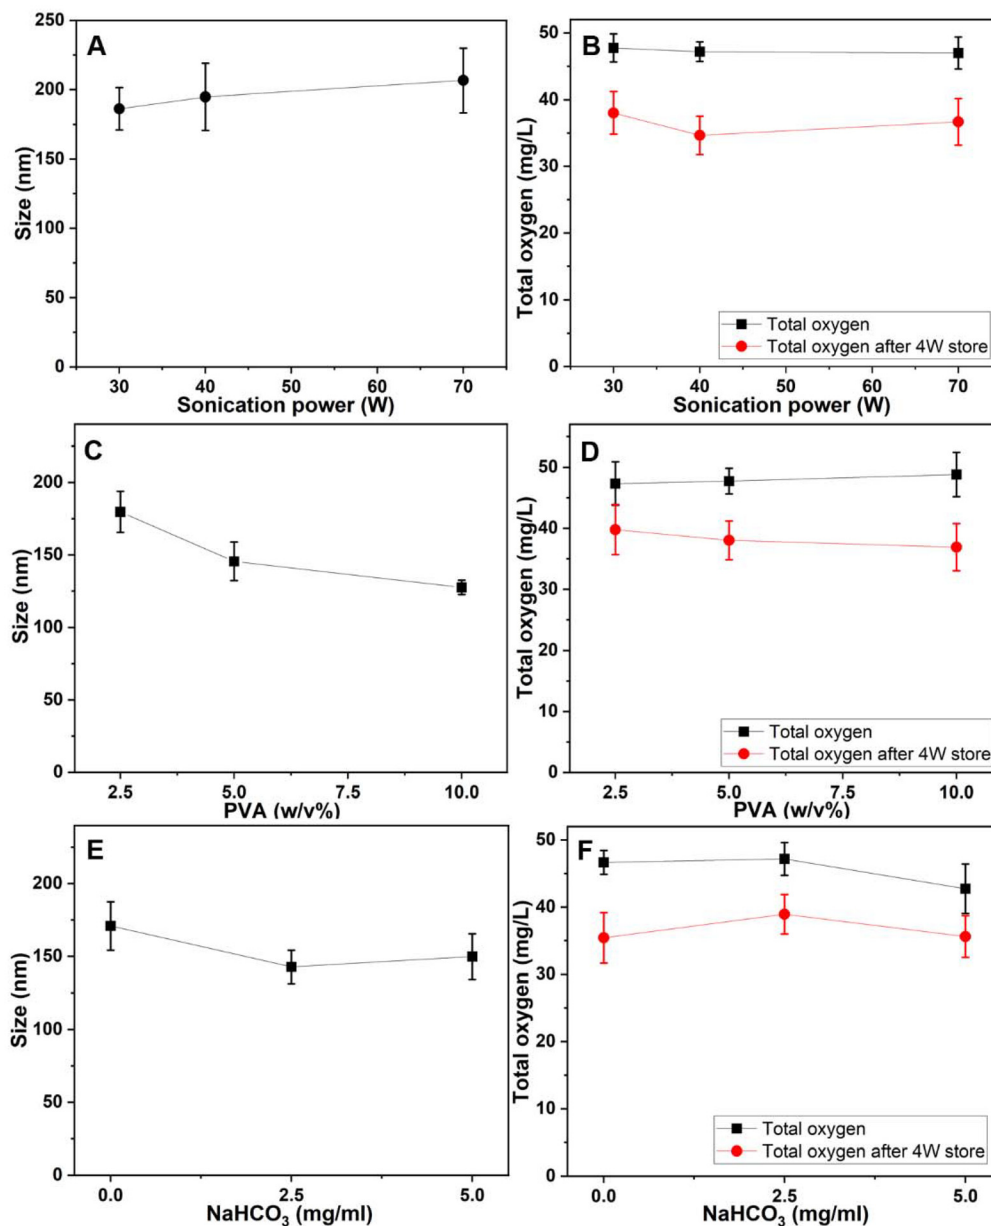 A
Size (nm)
250
200
150
100
50
0
30 40 50 60 70
Sonication power (W)
B
Total oxygen (mg/L)
50
40
30
20
10
0
Total oxygen
Total oxygen after 4W store
30 40 50 60 70
Sonication power (W)
C
Size (nm)
200
150
100
50
0
2.5 5.0 7.5 10.0
PVA (w/v%)
D
Total oxygen (mg/L)
50
40
30
20
10
0
Total oxygen
Total oxygen after 4W store
2.5 5.0 7.5 10.0
PVA (w/v%)
E
Size (nm)
200
150
100
50
0
0.0 2.5 5.0
NaHCO₃ (mg/ml)
F
Total oxygen (mg/L)
50
40
30
20
10
0
Total oxygen
Total oxygen after 4W store
0.0 2.5 5.0
NaHCO₃ (mg/ml)